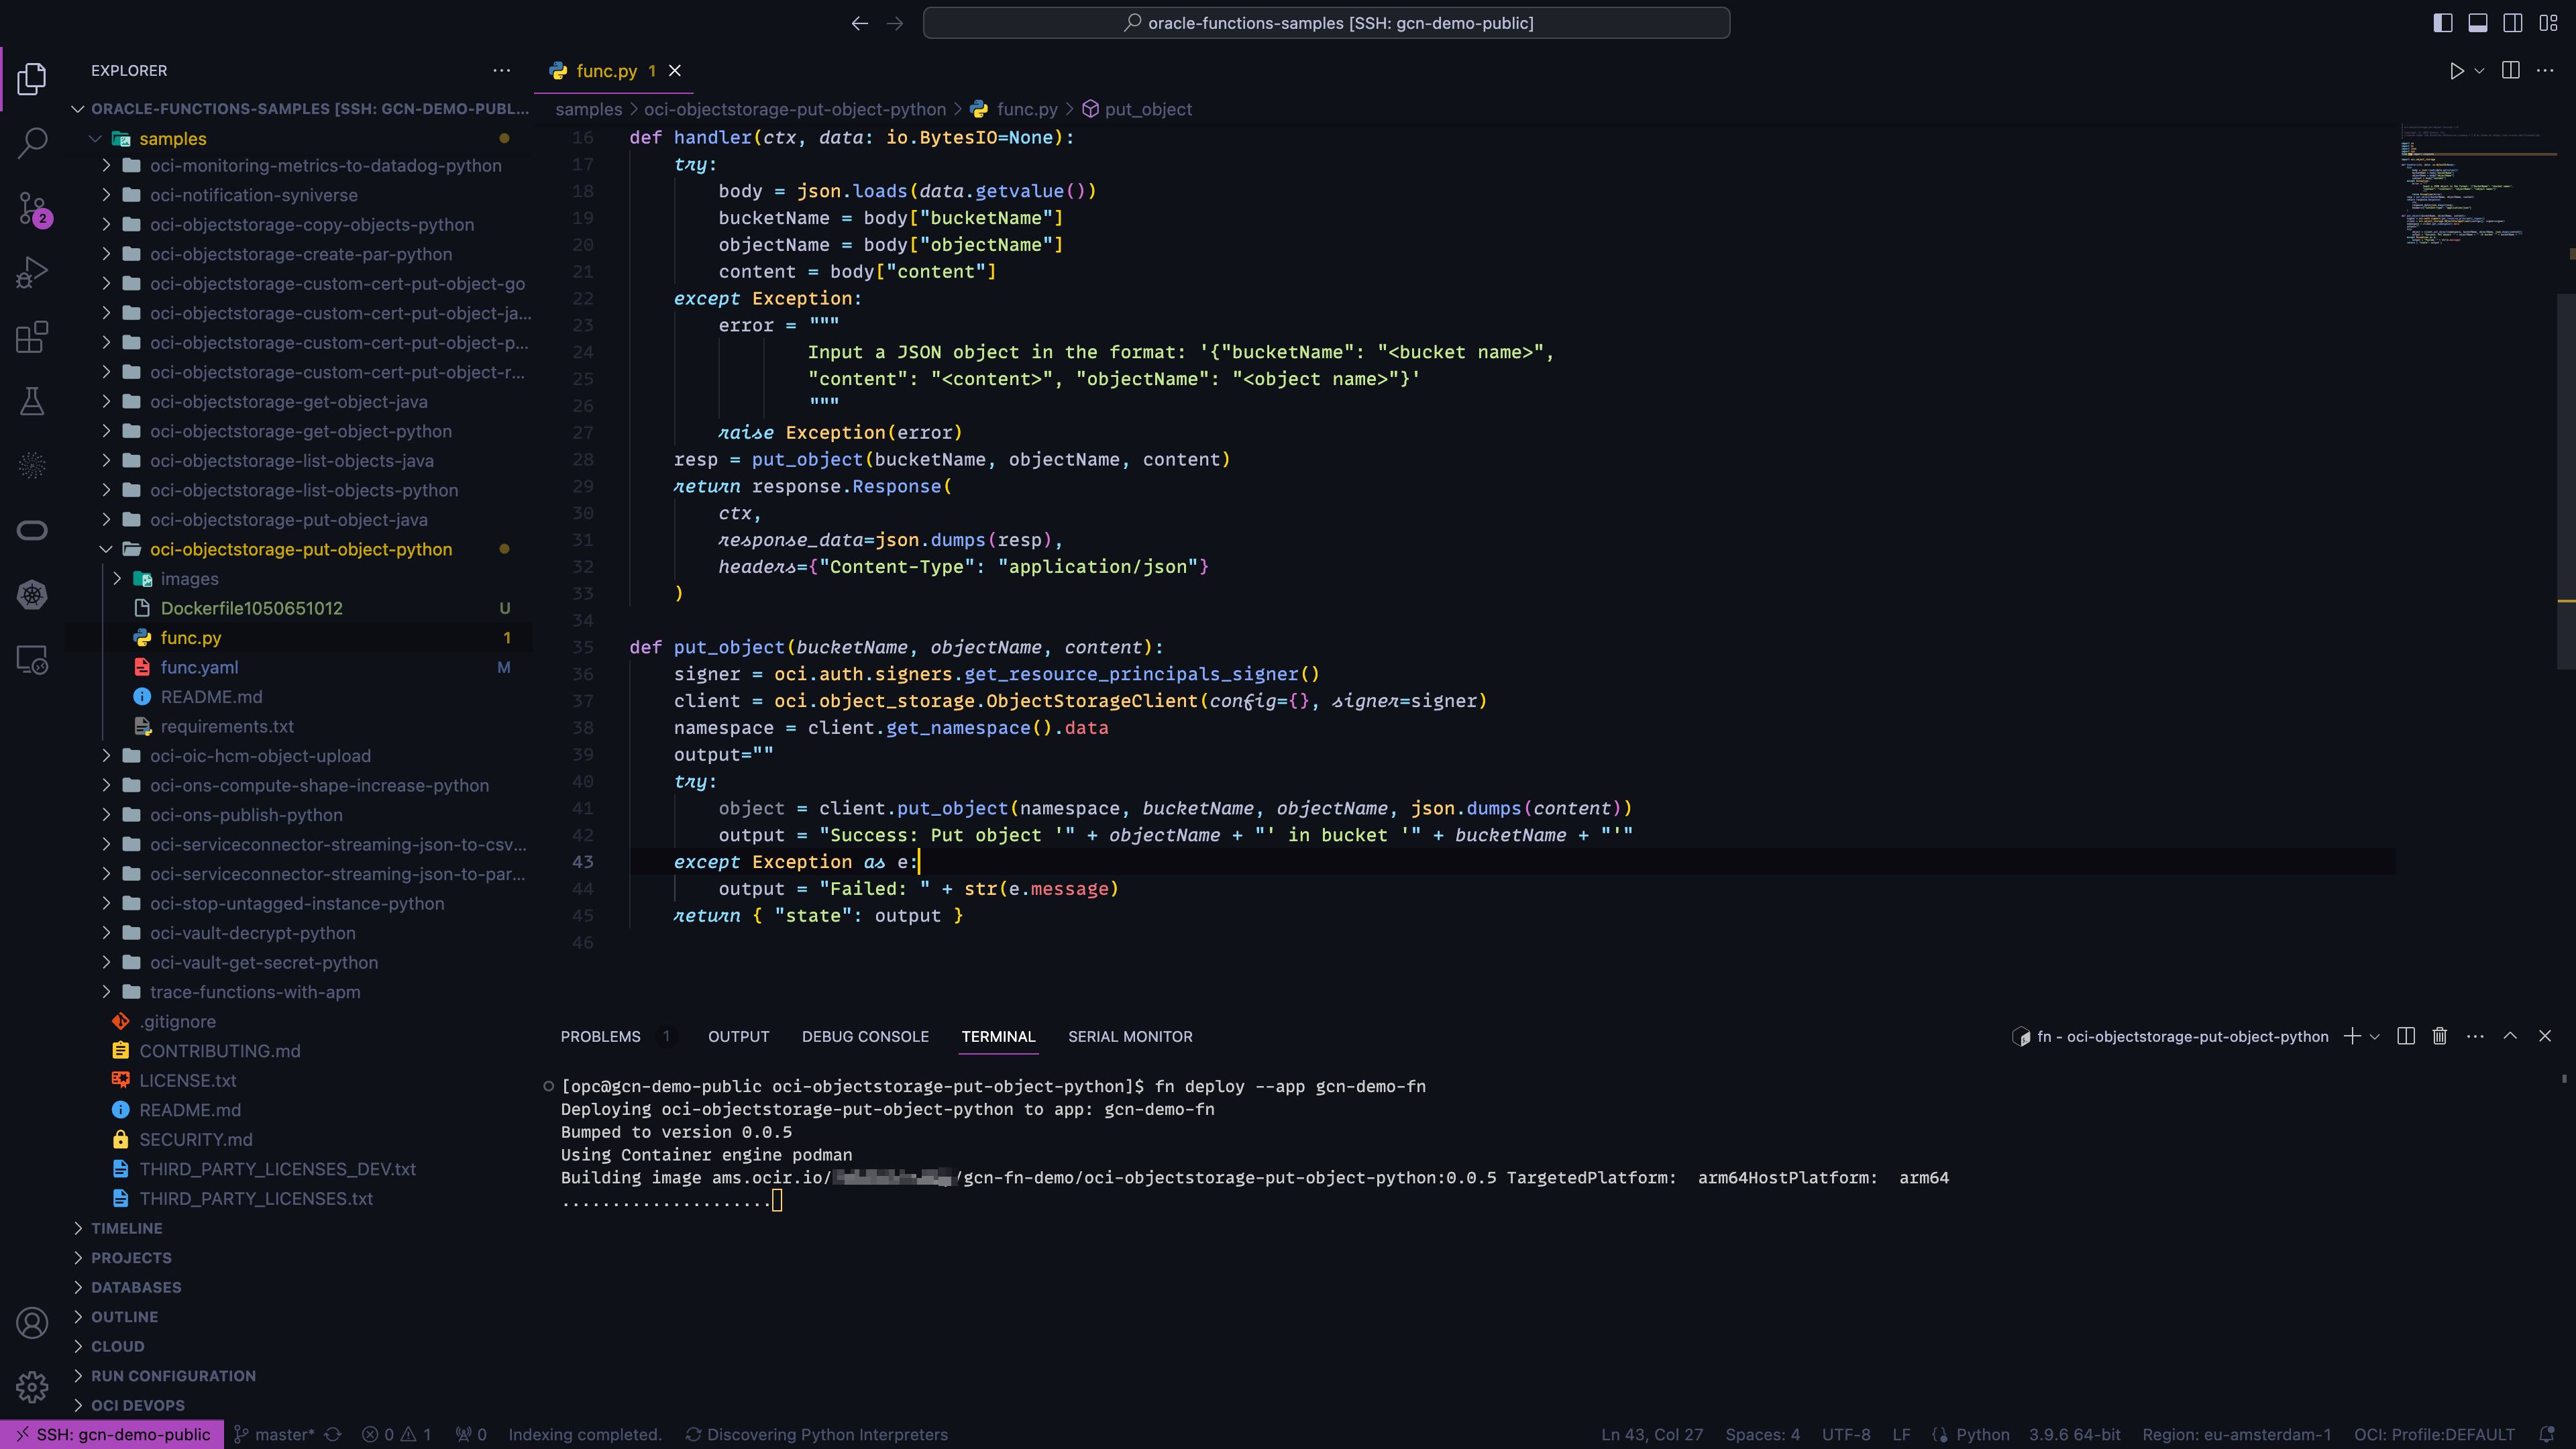 oracle-functions-samples [SSH: gcn-demo-public]
EXPLORER
ORACLE-FUNCTIONS-SAMPLES [SSH: GCN-DEMO-PUBL...
samples
oci-monitoring-metrics-to-datadog-python
oci-notification-syniverse
oci-objectstorage-copy-objects-python
oci-objectstorage-create-par-python
oci-objectstorage-custom-cert-put-object-go
oci-objectstorage-custom-cert-put-object-ja...
oci-objectstorage-custom-cert-put-object-p...
oci-objectstorage-custom-cert-put-object-r...
oci-objectstorage-get-object-java
oci-objectstorage-get-object-python
oci-objectstorage-list-objects-java
oci-objectstorage-list-objects-python
oci-objectstorage-put-object-java
oci-objectstorage-put-object-python
images
Dockerfile1050651012 U
func.py 1
func.yaml M
README.md
requirements.txt
oci-oic-hcm-object-upload
oci-ons-compute-shape-increase-python
oci-ons-publish-python
oci-serviceconnector-streaming-json-to-csv...
oci-serviceconnector-streaming-json-to-par...
oci-stop-untagged-instance-python
oci-vault-decrypt-python
oci-vault-get-secret-python
trace-functions-with-apm
.gitignore
CONTRIBUTING.md
LICENSE.txt
README.md
SECURITY.md
THIRD_PARTY_LICENSES_DEV.txt
THIRD_PARTY_LICENSES.txt
TIMELINE
PROJECTS
DATABASES
OUTLINE
CLOUD
RUN CONFIGURATION
OCI DEVOPS
2
func.py 1
samples > oci-objectstorage-put-object-python > func.py > put_object
16 def handler(ctx, data: io.BytesIO=None):
17 try:
18 body = json.loads(data.getvalue())
19 bucketName = body["bucketName"]
20 objectName = body["objectName"]
21 content = body["content"]
22 except Exception:
23 error = """
24 Input a JSON object in the format: '{"bucketName": "<bucket name>",
25 "content": "<content>", "objectName": "<object name>"}'
26 """
27 raise Exception(error)
28 resp = put_object(bucketName, objectName, content)
29 return response.Response(
30 ctx,
31 response_data=json.dumps(resp),
32 headers={"Content-Type": "application/json"}
33 )
34
35 def put_object(bucketName, objectName, content):
36 signer = oci.auth.signers.get_resource_principals_signer()
37 client = oci.object_storage.ObjectStorageClient(config={}, signer=signer)
38 namespace = client.get_namespace().data
39 output=""
40 try:
41 object = client.put_object(namespace, bucketName, objectName, json.dumps(content))
42 output = "Success: Put object '" + objectName + "' in bucket '" + bucketName + "'"
43 except Exception as e:
44 output = "Failed: " + str(e.message)
45 return { "state": output }
46
PROBLEMS 1 OUTPUT DEBUG CONSOLE TERMINAL SERIAL MONITOR
fn - oci-objectstorage-put-object-python
[opc@gcn-demo-public oci-objectstorage-put-object-python]$ fn deploy --app gcn-demo-fn
Deploying oci-objectstorage-put-object-python to app: gcn-demo-fn
Bumped to version 0.0.5
Using Container engine podman
Building image ams.ocir.io/ /gcn-fn-demo/oci-objectstorage-put-object-python:0.0.5 TargetedPlatform: arm64HostPlatform: arm64
.....................
SSH: gcn-demo-public master* 0 1 0 Indexing completed. Discovering Python Interpreters
Ln 43, Col 27 Spaces: 4 UTF-8 LF Python 3.9.6 64-bit Region: eu-amsterdam-1 OCI: Profile:DEFAULT